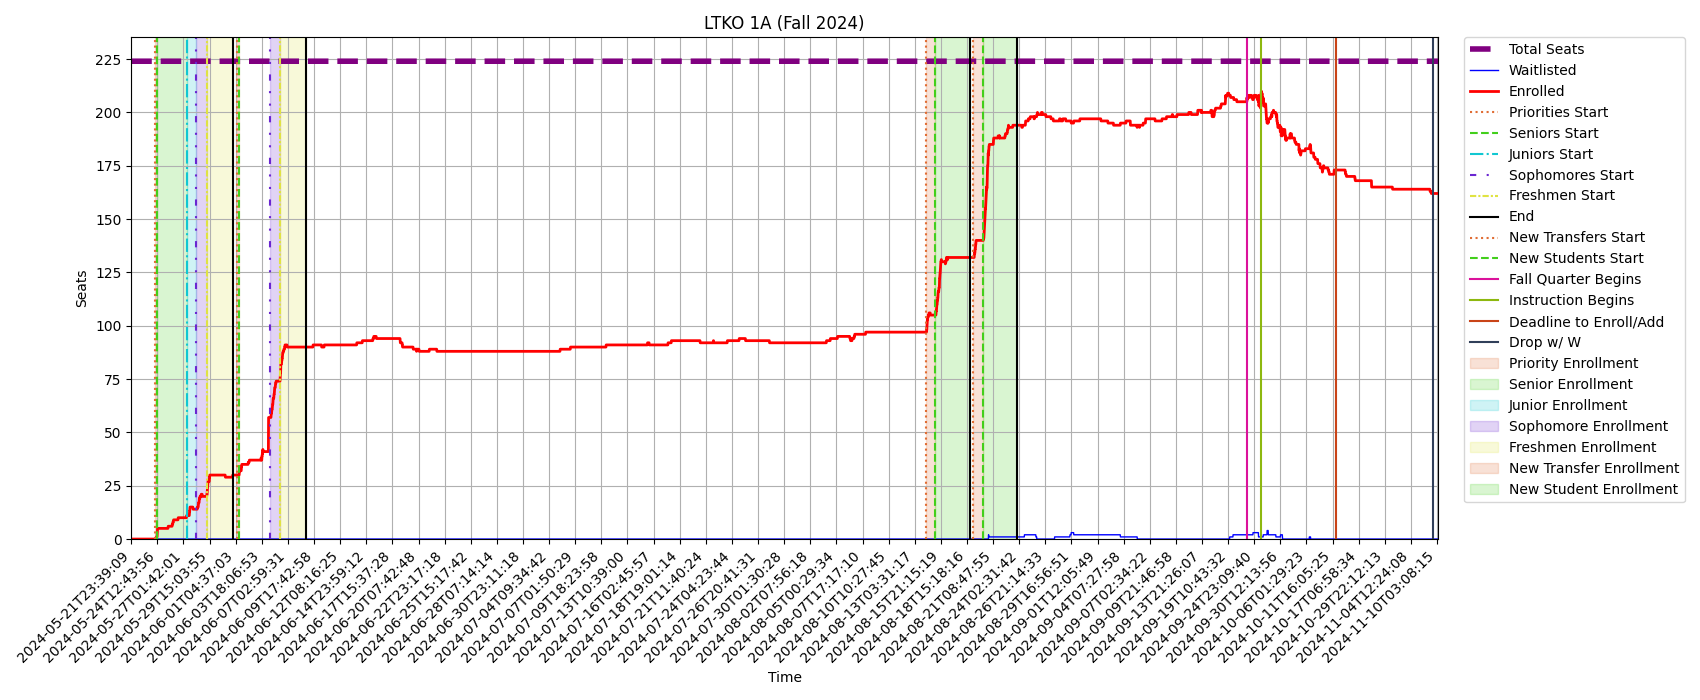 LTKO 1A (Fall 2024)
Seats
225
200
175
150
125
100
75
50
25
0
2024-05-21T23:39:09
2024-05-24T12:43:56
2024-05-27T01:42:01
2024-05-29T15:03:55
2024-06-01T04:37:03
2024-06-03T18:06:53
2024-06-07T02:59:31
2024-06-09T17:42:58
2024-06-12T08:16:25
2024-06-14T23:59:12
2024-06-17T15:37:28
2024-06-20T07:42:48
2024-06-22T23:17:18
2024-06-25T15:17:42
2024-06-28T07:14:14
2024-06-30T23:11:18
2024-07-04T09:34:42
2024-07-07T01:50:29
2024-07-09T18:23:58
2024-07-13T10:39:00
2024-07-16T02:45:57
2024-07-18T19:01:14
2024-07-21T11:40:24
2024-07-24T04:23:44
2024-07-26T20:41:31
2024-07-30T01:30:28
2024-08-02T07:56:18
2024-08-05T00:29:34
2024-08-07T17:17:10
2024-08-10T10:27:45
2024-08-13T03:31:17
2024-08-15T21:15:19
2024-08-18T15:18:16
2024-08-21T08:47:55
2024-08-24T02:31:42
2024-08-26T21:14:33
2024-08-29T16:56:51
2024-09-01T12:05:49
2024-09-04T07:27:58
2024-09-07T02:34:22
2024-09-09T21:46:58
2024-09-13T21:26:07
2024-09-19T10:43:32
2024-09-24T23:09:40
2024-09-30T12:13:56
2024-10-06T01:29:23
2024-10-11T16:05:25
2024-10-17T06:58:34
2024-10-29T22:12:13
2024-11-04T12:24:08
2024-11-10T03:08:15
Time
Total Seats
Waitlisted
Enrolled
Priorities Start
Seniors Start
Juniors Start
Sophomores Start
Freshmen Start
End
New Transfers Start
New Students Start
Fall Quarter Begins
Instruction Begins
Deadline to Enroll/Add
Drop w/ W
Priority Enrollment
Senior Enrollment
Junior Enrollment
Sophomore Enrollment
Freshmen Enrollment
New Transfer Enrollment
New Student Enrollment